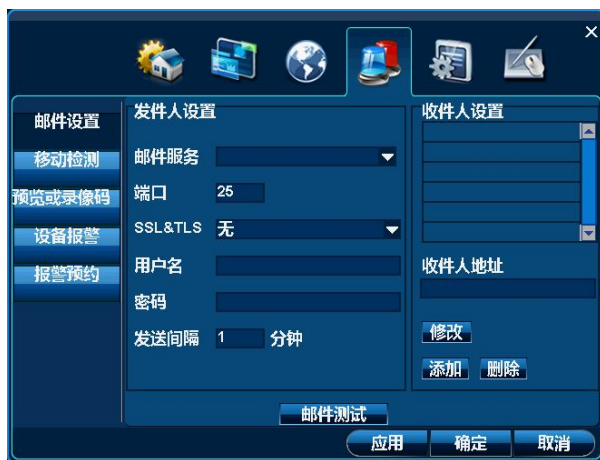 邮件设置
移动检测
预览或录像码
设备报警
报警预约
发件人设置
邮件服务
端口 25
SSL&TLS 无
用户名
密码
发送间隔 1 分钟
收件人设置
收件人地址
修改
添加 删除
邮件测试
应用 确定 取消